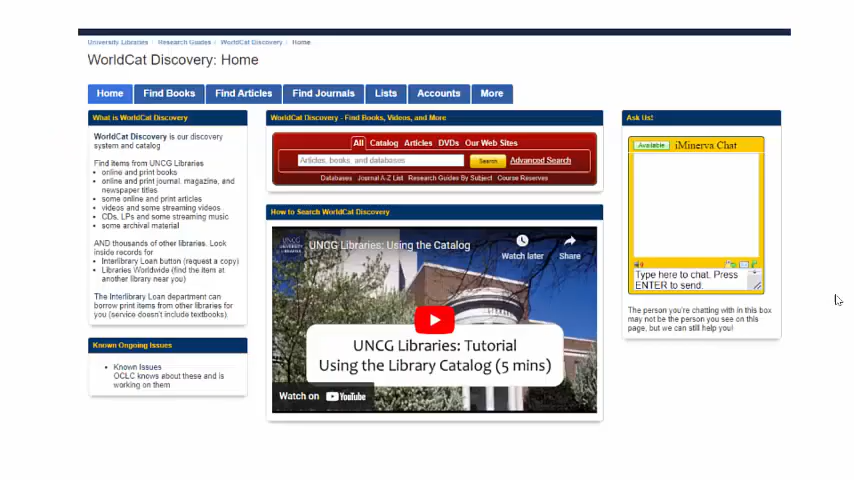 University Libraries / Research Guides / WorldCat Discovery / Home
WorldCat Discovery: Home
Home Find Books Find Articles Find Journals Lists Accounts More
What is WorldCat Discovery
WorldCat Discovery is our discovery
system and catalog
Find items from UNCG Libraries
• online and print books
• online and print journal, magazine, and
newspaper titles
• some online and print articles
• videos and some streaming videos
• CDs, LPs and some streaming music
• some archival material
AND thousands of other libraries. Look
inside records for
• Interlibrary Loan button (request a copy)
• Libraries Worldwide (find the item at
another library near you)
The Interlibrary Loan department can
borrow print items from other libraries for
you (service doesn't include textbooks).
Known Ongoing Issues
• Known Issues
OCLC knows about these and is
working on them
WorldCat Discovery - Find Books, Videos, and More
All Catalog Articles DVDs Our Web Sites
Articles, books, and databases Search Advanced Search
Databases Journal A-Z List Research Guides By Subject Course Reserves
How to Search WorldCat Discovery
UNCG
UNCG Libraries: Using the Catalog
Watch later Share
UNCG Libraries: Tutorial
Using the Library Catalog (5 mins)
Watch on YouTube
Ask Us!
Available iMinerva Chat
Type here to chat. Press
ENTER to send.
The person you're chatting with in this box
may not be the person you see on this
page, but we can still help you!